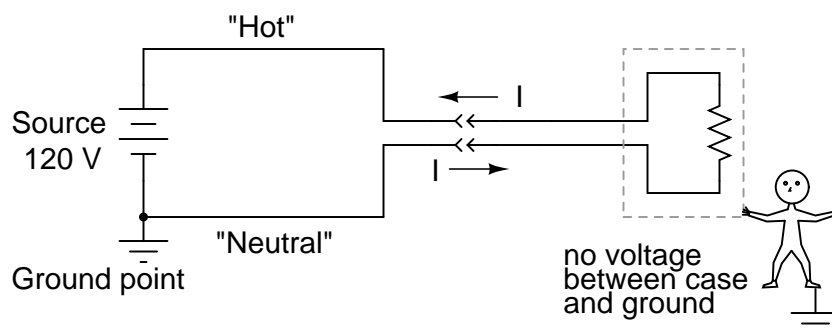 "Hot"
I
Source
120 V
I
"Neutral"
Ground point
no voltage
between case
and ground